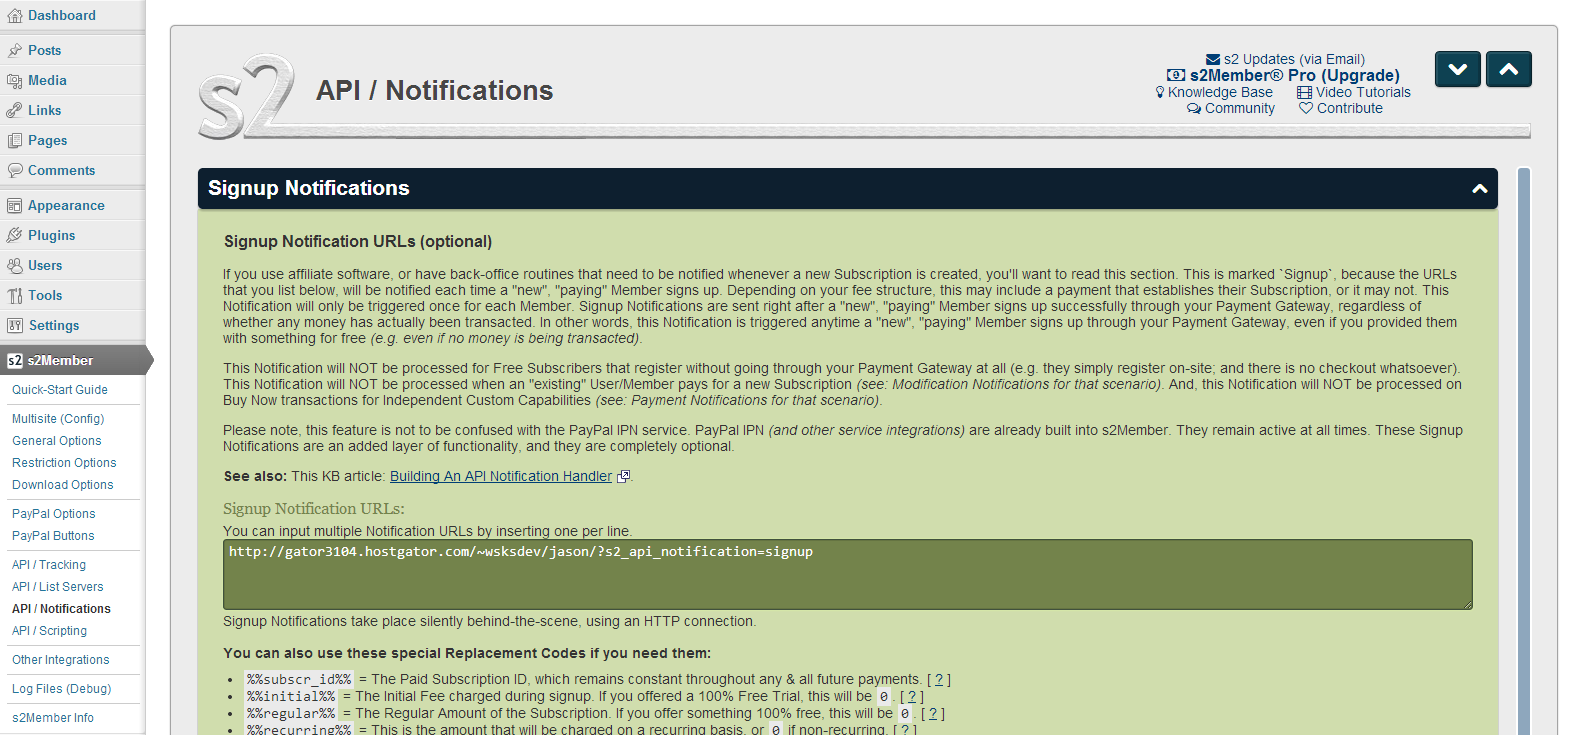 Dashboard
Posts
Media
Links
Pages
Comments
Appearance
Plugins
Users
Tools
Settings
s2 s2Member
Quick-Start Guide
Multisite (Config)
General Options
Restriction Options
Download Options
PayPal Options
PayPal Buttons
API / Tracking
API / List Servers
API / Notifications
API / Scripting
Other Integrations
Log Files (Debug)
s2Member Info
s2
API / Notifications
s2 Updates (via Email)
s2Member® Pro (Upgrade)
Knowledge Base Video Tutorials
Community Contribute
Signup Notifications
Signup Notification URLs (optional)
If you use affiliate software, or have back-office routines that need to be notified whenever a new Subscription is created, you'll want to read this section. This is marked `Signup`, because the URLs
that you list below, will be notified each time a "new", "paying" Member signs up. Depending on your fee structure, this may include a payment that establishes their Subscription, or it may not. This
Notification will only be triggered once for each Member. Signup Notifications are sent right after a "new", "paying" Member signs up successfully through your Payment Gateway, regardless of
whether any money has actually been transacted. In other words, this Notification is triggered anytime a "new", "paying" Member signs up through your Payment Gateway, even if you provided them
with something for free (e.g. even if no money is being transacted).
This Notification will NOT be processed for Free Subscribers that register without going through your Payment Gateway at all (e.g. they simply register on-site; and there is no checkout whatsoever).
This Notification will NOT be processed when an "existing" User/Member pays for a new Subscription (see: Modification Notifications for that scenario). And, this Notification will NOT be processed on
Buy Now transactions for Independent Custom Capabilities (see: Payment Notifications for that scenario).
Please note, this feature is not to be confused with the PayPal IPN service. PayPal IPN (and other service integrations) are already built into s2Member. They remain active at all times. These Signup
Notifications are an added layer of functionality, and they are completely optional.
See also: This KB article: Building An API Notification Handler .
Signup Notification URLs:
You can input multiple Notification URLs by inserting one per line.
http://gator3104.hostgator.com/~wsksdev/jason/?s2_api_notification=signup
Signup Notifications take place silently behind-the-scene, using an HTTP connection.
You can also use these special Replacement Codes if you need them:
• %%subscr_id%% = The Paid Subscription ID, which remains constant throughout any & all future payments. [ ? ]
• %%initial%% = The Initial Fee charged during signup. If you offered a 100% Free Trial, this will be 0 . [ ? ]
• %%regular%% = The Regular Amount of the Subscription. If you offer something 100% free, this will be 0 . [ ? ]
• %%recurring%% = This is the amount that will be charged on a recurring basis, or 0 if non-recurring. [ ? ]